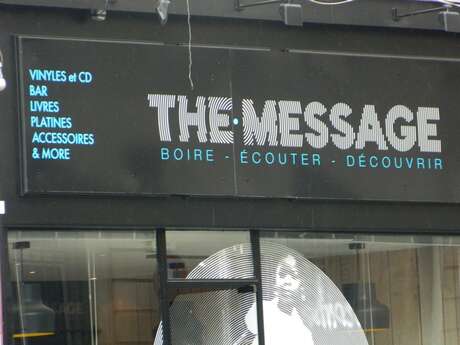 VINYLES et CD
BAR
LIVRES
PLATINES
ACCESSOIRES
& MORE
THE•MESSAGE
BOIRE - ÉCOUTER - DÉCOUVRIR